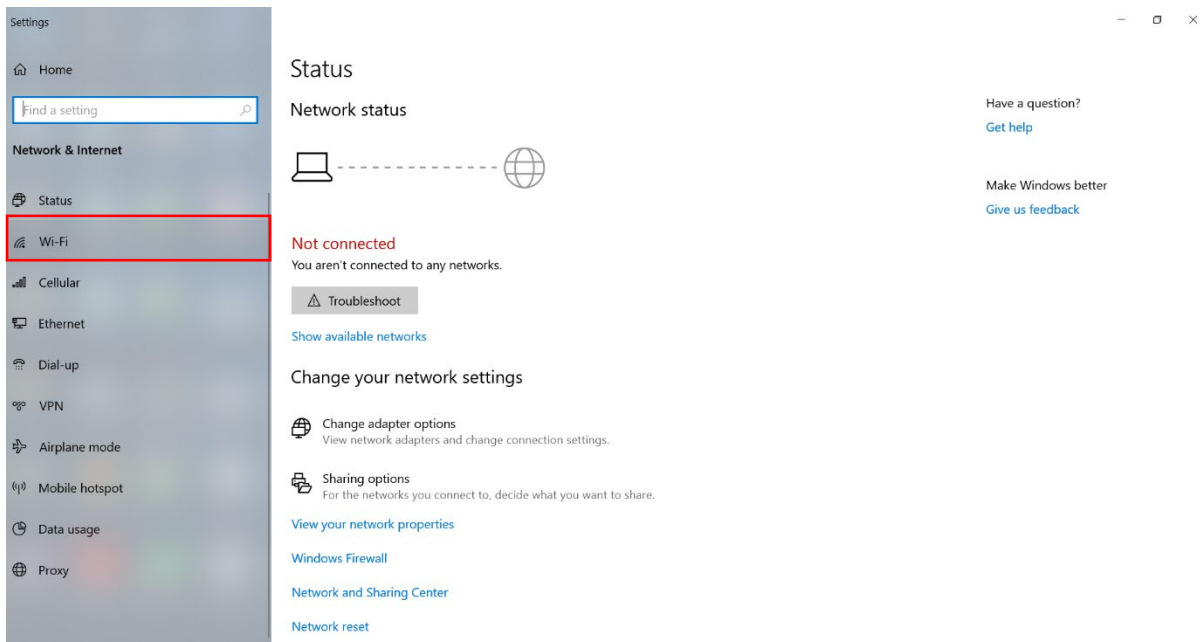 Settings
Home
Find a setting
Network & Internet
Status
Wi-Fi
Cellular
Ethernet
Dial-up
VPN
Airplane mode
Mobile hotspot
Data usage
Proxy
Status
Network status
Not connected
You aren't connected to any networks.
Troubleshoot
Show available networks
Change your network settings
Change adapter options
View network adapters and change connection settings.
Sharing options
For the networks you connect to, decide what you want to share.
View your network properties
Windows Firewall
Network and Sharing Center
Network reset
Have a question?
Get help
Make Windows better
Give us feedback